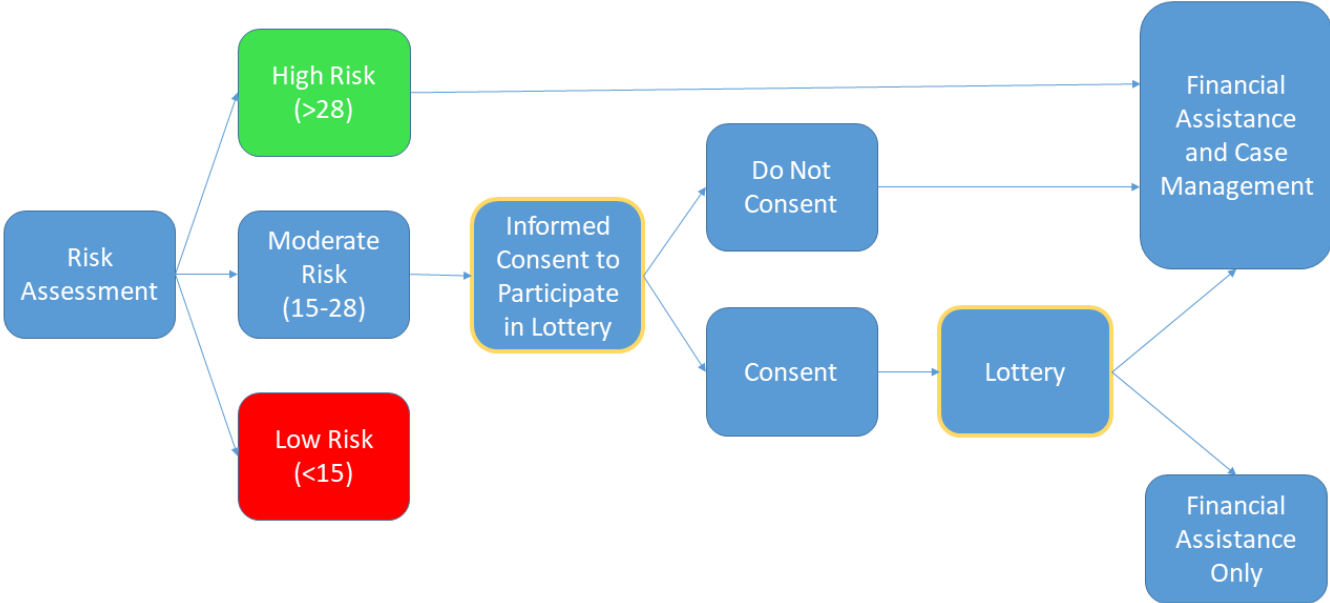 Risk
Assessment
High Risk
(>28)
Moderate
Risk
(15-28)
Low Risk
(<15)
Informed
Consent to
Participate
in Lottery
Do Not
Consent
Consent
Lottery
Financial
Assistance
and Case
Management
Financial
Assistance
Only